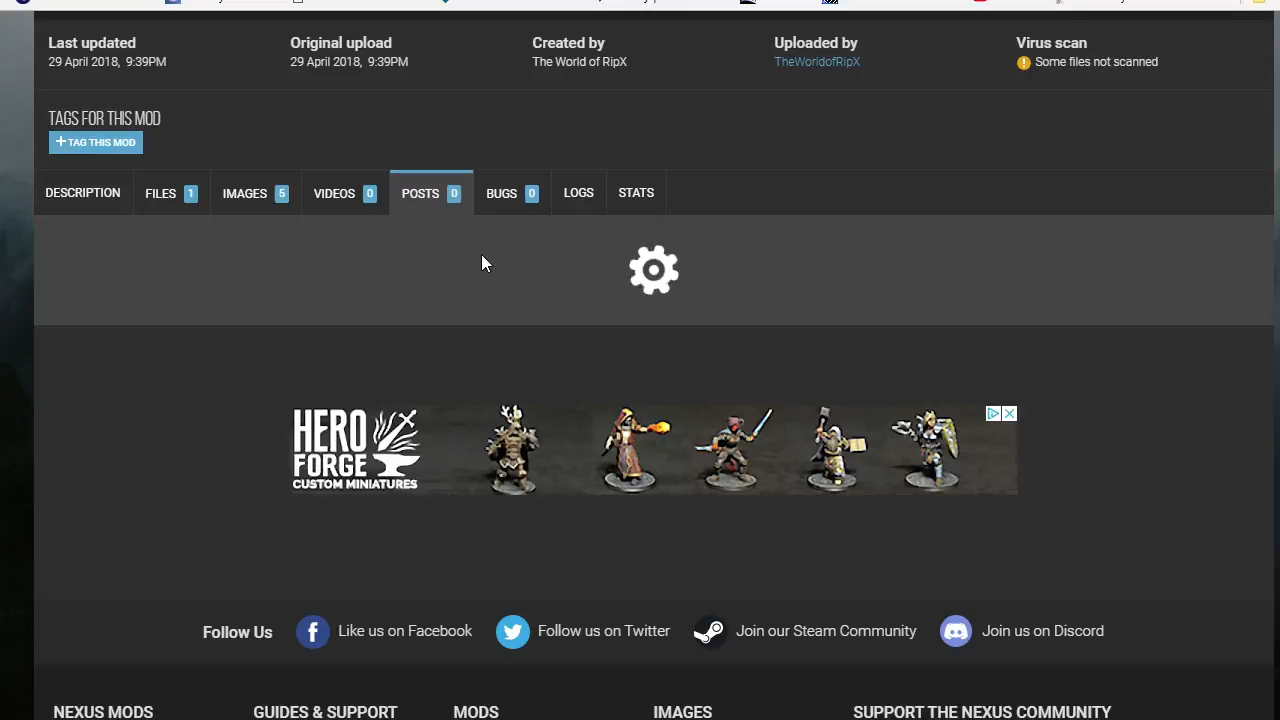 Last updated
29 April 2018, 9:39PM
Original upload
29 April 2018, 9:39PM
Created by
The World of RipX
Uploaded by
TheWorldofRipX
Virus scan
Some files not scanned
TAGS FOR THIS MOD
+TAG THIS MOD
DESCRIPTION FILES 1 IMAGES 5 VIDEOS 0 POSTS 0 BUGS 0 LOGS STATS
HERO
FORGE
CUSTOM MINIATURES
Follow Us Like us on Facebook Follow us on Twitter Join our Steam Community Join us on Discord
NEXUS MODS GUIDES & SUPPORT MODS IMAGES SUPPORT THE NEXUS COMMUNITY